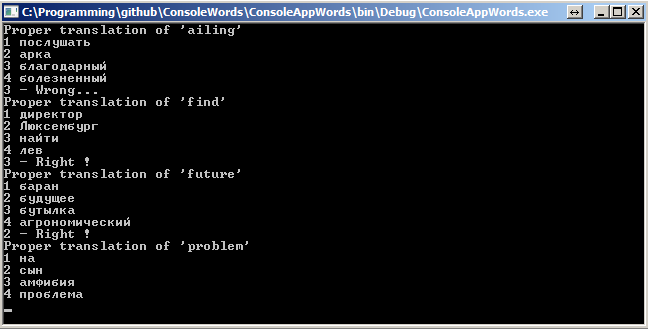 C:\Programming\github\ConsoleWords\ConsoleAppWords\bin\Debug\ConsoleAppWords.exe
Proper translation of 'ailing'
1 послушать
2 арка
3 благодарный
4 болезненный
3 - Wrong...
Proper translation of 'find'
1 директор
2 Люксембург
3 найти
4 лев
3 - Right !
Proper translation of 'future'
1 баран
2 будущее
3 бутылка
4 агрономический
2 - Right !
Proper translation of 'problem'
1 на
2 сын
3 амфибия
4 проблема